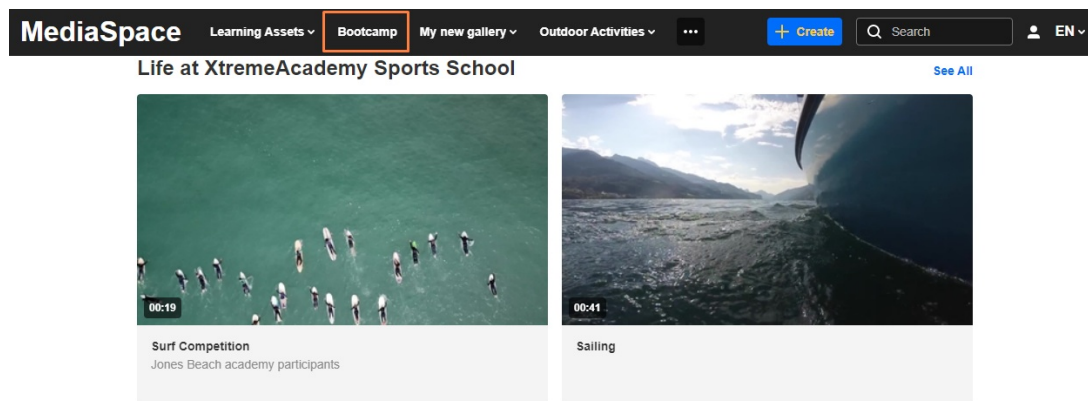 MediaSpace Learning Assets Bootcamp My new gallery Outdoor Activities ••• + Create Search EN
Life at XtremeAcademy Sports School See All
00:19 00:41
Surf Competition Sailing
Jones Beach academy participants